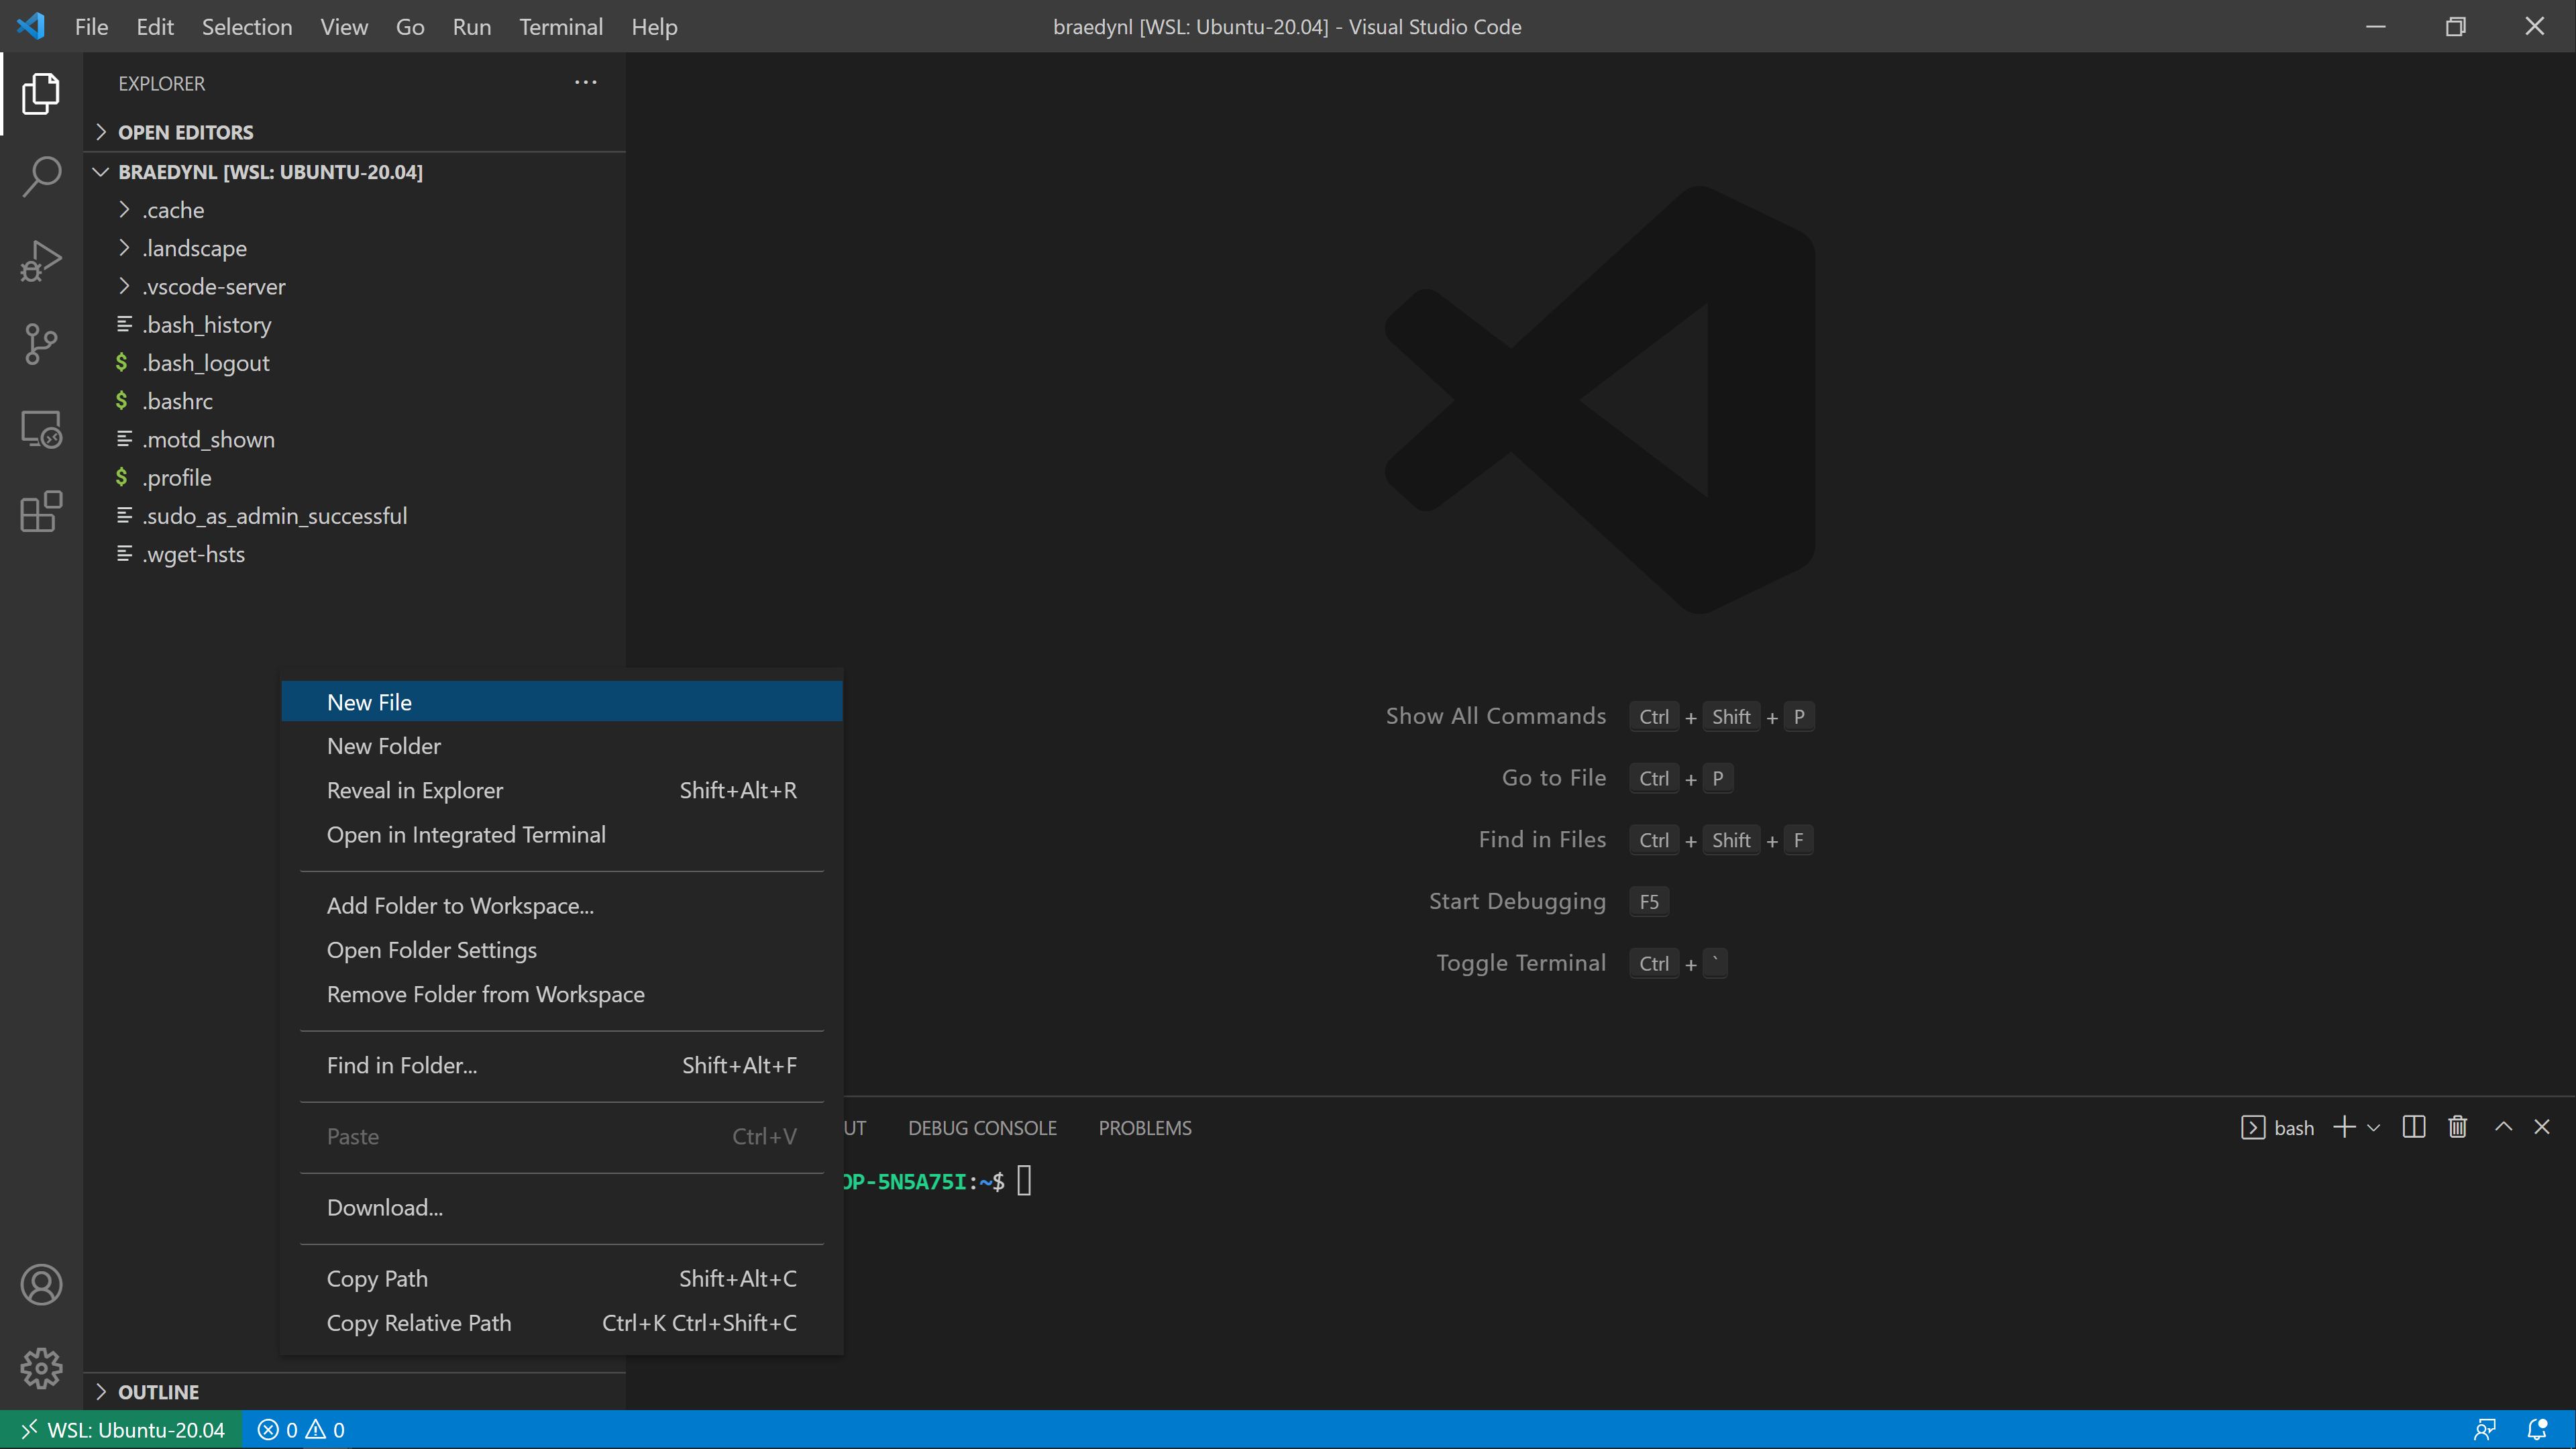 File Edit Selection View Go Run Terminal Help
braedynl [WSL: Ubuntu-20.04] - Visual Studio Code
EXPLORER
OPEN EDITORS
BRAEDYNL [WSL: UBUNTU-20.04]
.cache
.landscape
.vscode-server
.bash_history
$ .bash_logout
$ .bashrc
.motd_shown
$ .profile
.sudo_as_admin_successful
.wget-hsts
New File
New Folder
Reveal in Explorer Shift+Alt+R
Open in Integrated Terminal
Add Folder to Workspace...
Open Folder Settings
Remove Folder from Workspace
Find in Folder... Shift+Alt+F
Paste Ctrl+V
Download...
Copy Path Shift+Alt+C
Copy Relative Path Ctrl+K Ctrl+Shift+C
Show All Commands Ctrl + Shift + P
Go to File Ctrl + P
Find in Files Ctrl + Shift + F
Start Debugging F5
Toggle Terminal Ctrl + `
UT DEBUG CONSOLE PROBLEMS
bash
OP-5N5A75I:~$
OUTLINE
WSL: Ubuntu-20.04 0 0